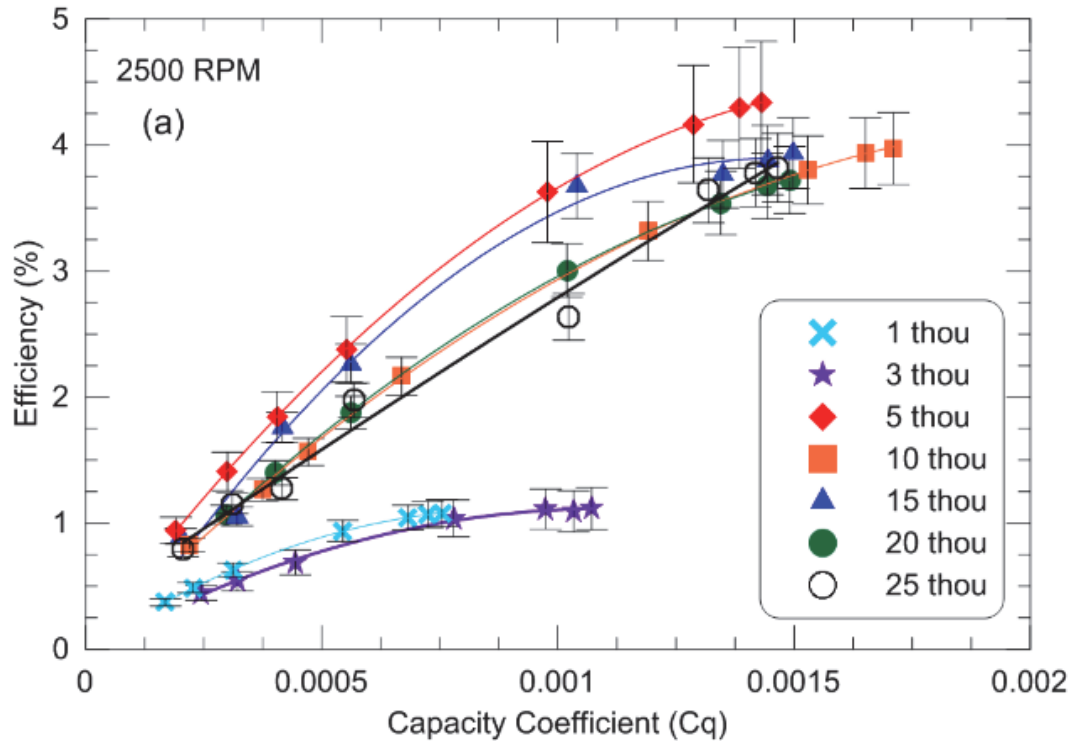 5
2500 RPM
(a)
4
3
2
1
0
Efficiency (%)
1 thou
3 thou
5 thou
10 thou
15 thou
20 thou
25 thou
0 0.0005 0.001 0.0015 0.002
Capacity Coefficient (Cq)